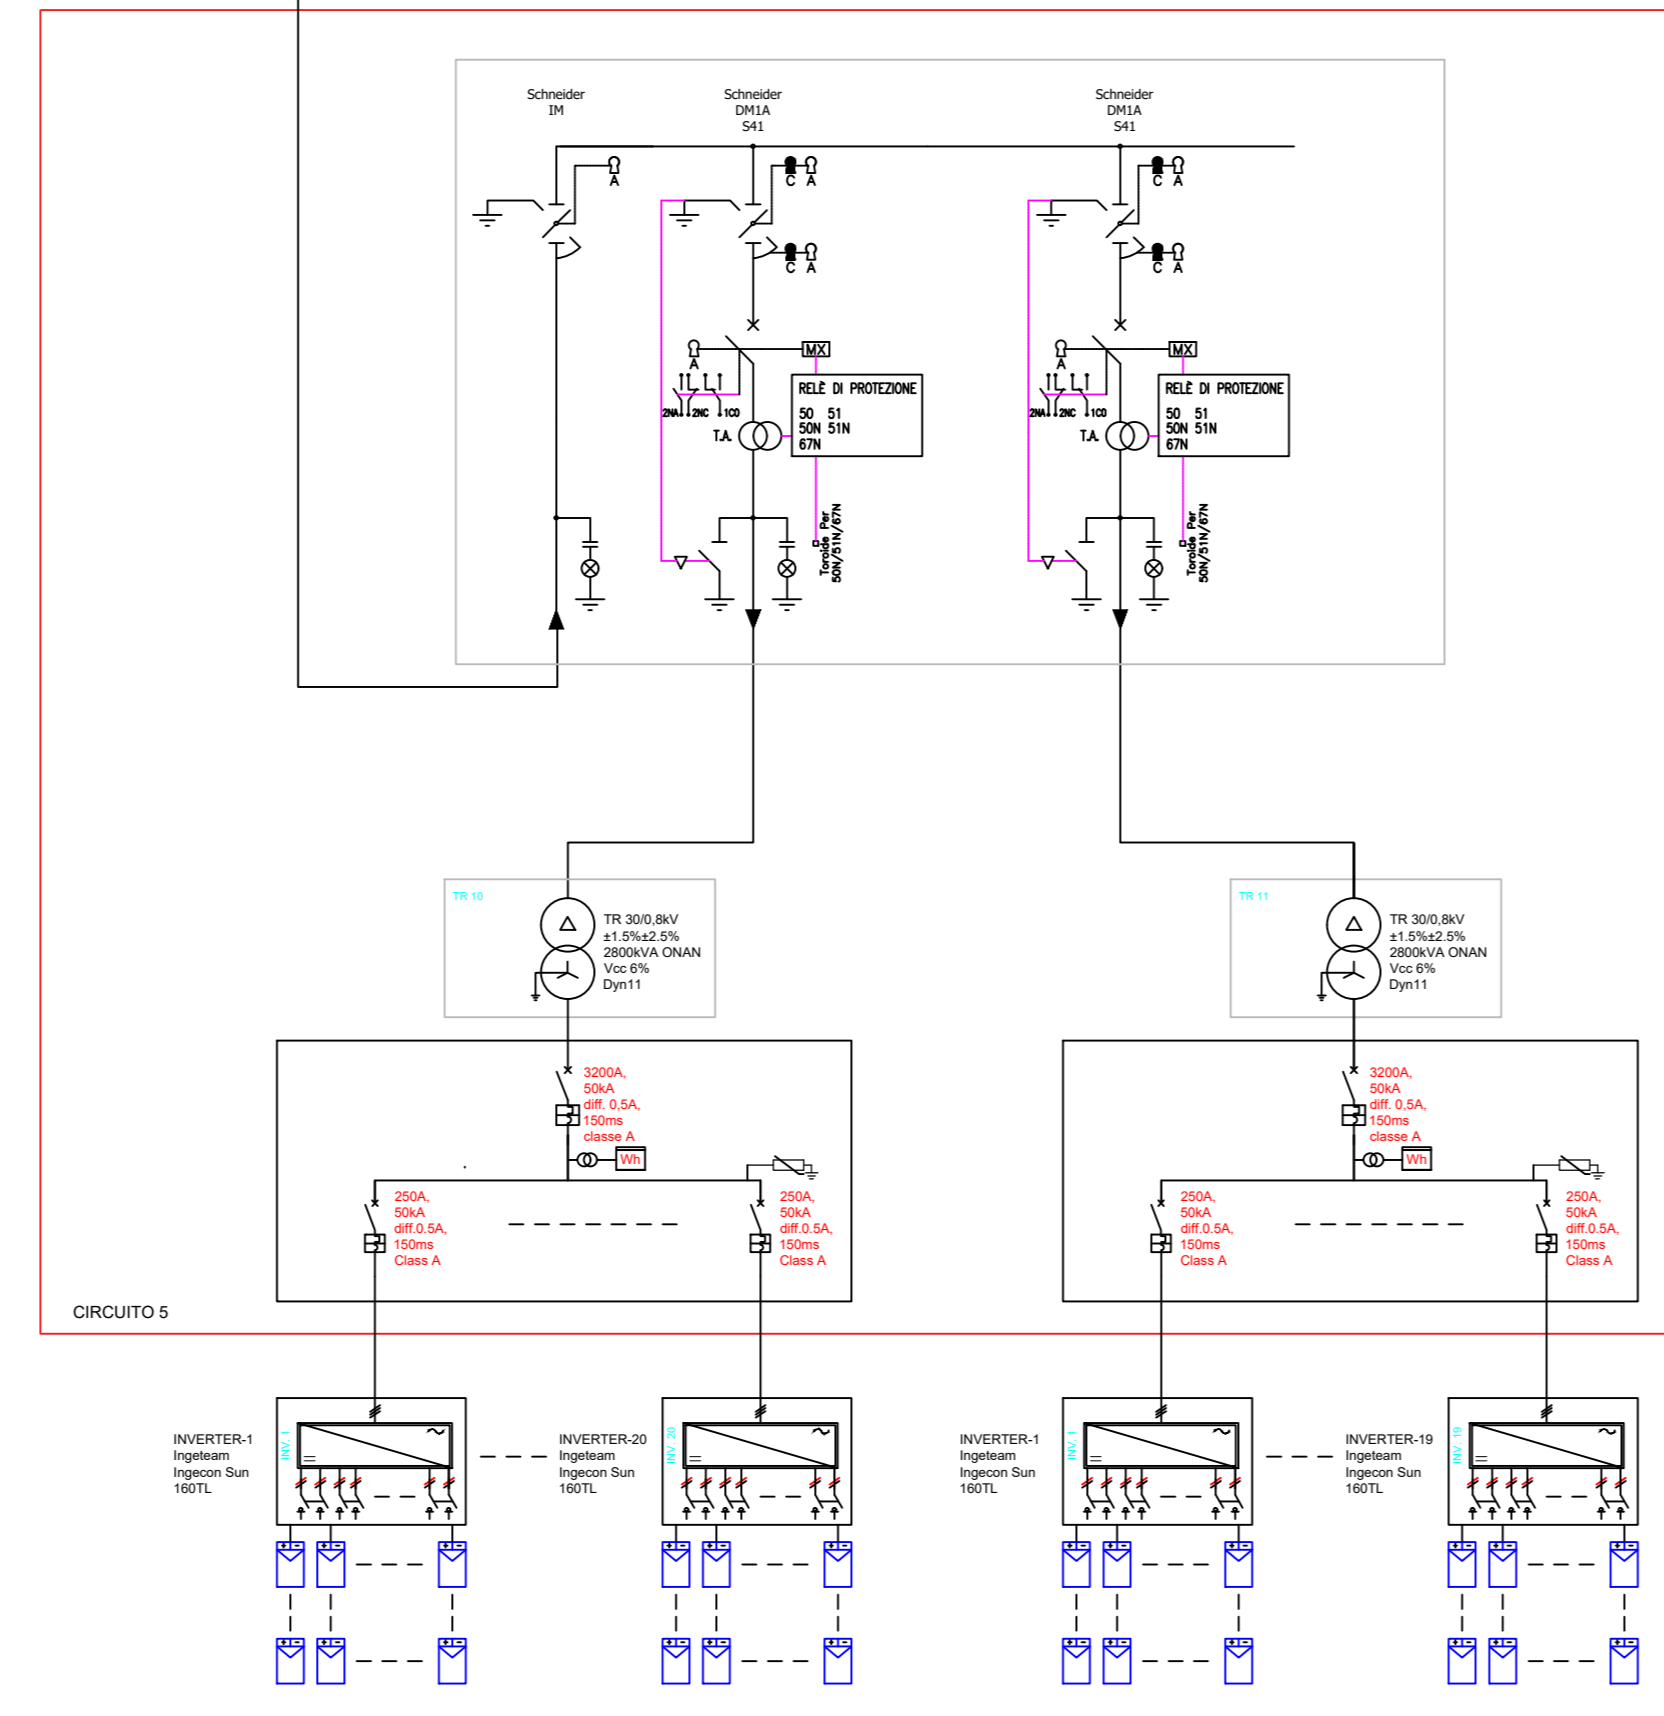 Schneider
IM
Schneider
DM1A
S41
Schneider
DM1A
S41
A
C A
C A
C A
C A
A
MX
RELÈ DI PROTEZIONE
50 51
50N 51N
67N
2NA 2NC 1CO
T.A.
Toroide Per
50N/51N/67N
A
MX
RELÈ DI PROTEZIONE
50 51
50N 51N
67N
2NA 2NC 1CO
T.A.
Toroide Per
50N/51N/67N
TR 10
TR 30/0,8kV
±1.5%±2.5%
2800kVA ONAN
Vcc 6%
Dyn11
TR 11
TR 30/0,8kV
±1.5%±2.5%
2800kVA ONAN
Vcc 6%
Dyn11
3200A,
50kA
diff. 0,5A,
150ms
classe A
Wh
250A,
50kA
diff.0.5A,
150ms
Class A
250A,
50kA
diff.0.5A,
150ms
Class A
3200A,
50kA
diff. 0,5A,
150ms
classe A
Wh
250A,
50kA
diff.0.5A,
150ms
Class A
250A,
50kA
diff.0.5A,
150ms
Class A
CIRCUITO 5
INVERTER-1
Ingeteam
Ingecon Sun
160TL
INV. 1
INVERTER-20
Ingeteam
Ingecon Sun
160TL
INV. 20
INVERTER-1
Ingeteam
Ingecon Sun
160TL
INV. 1
INVERTER-19
Ingeteam
Ingecon Sun
160TL
INV. 19